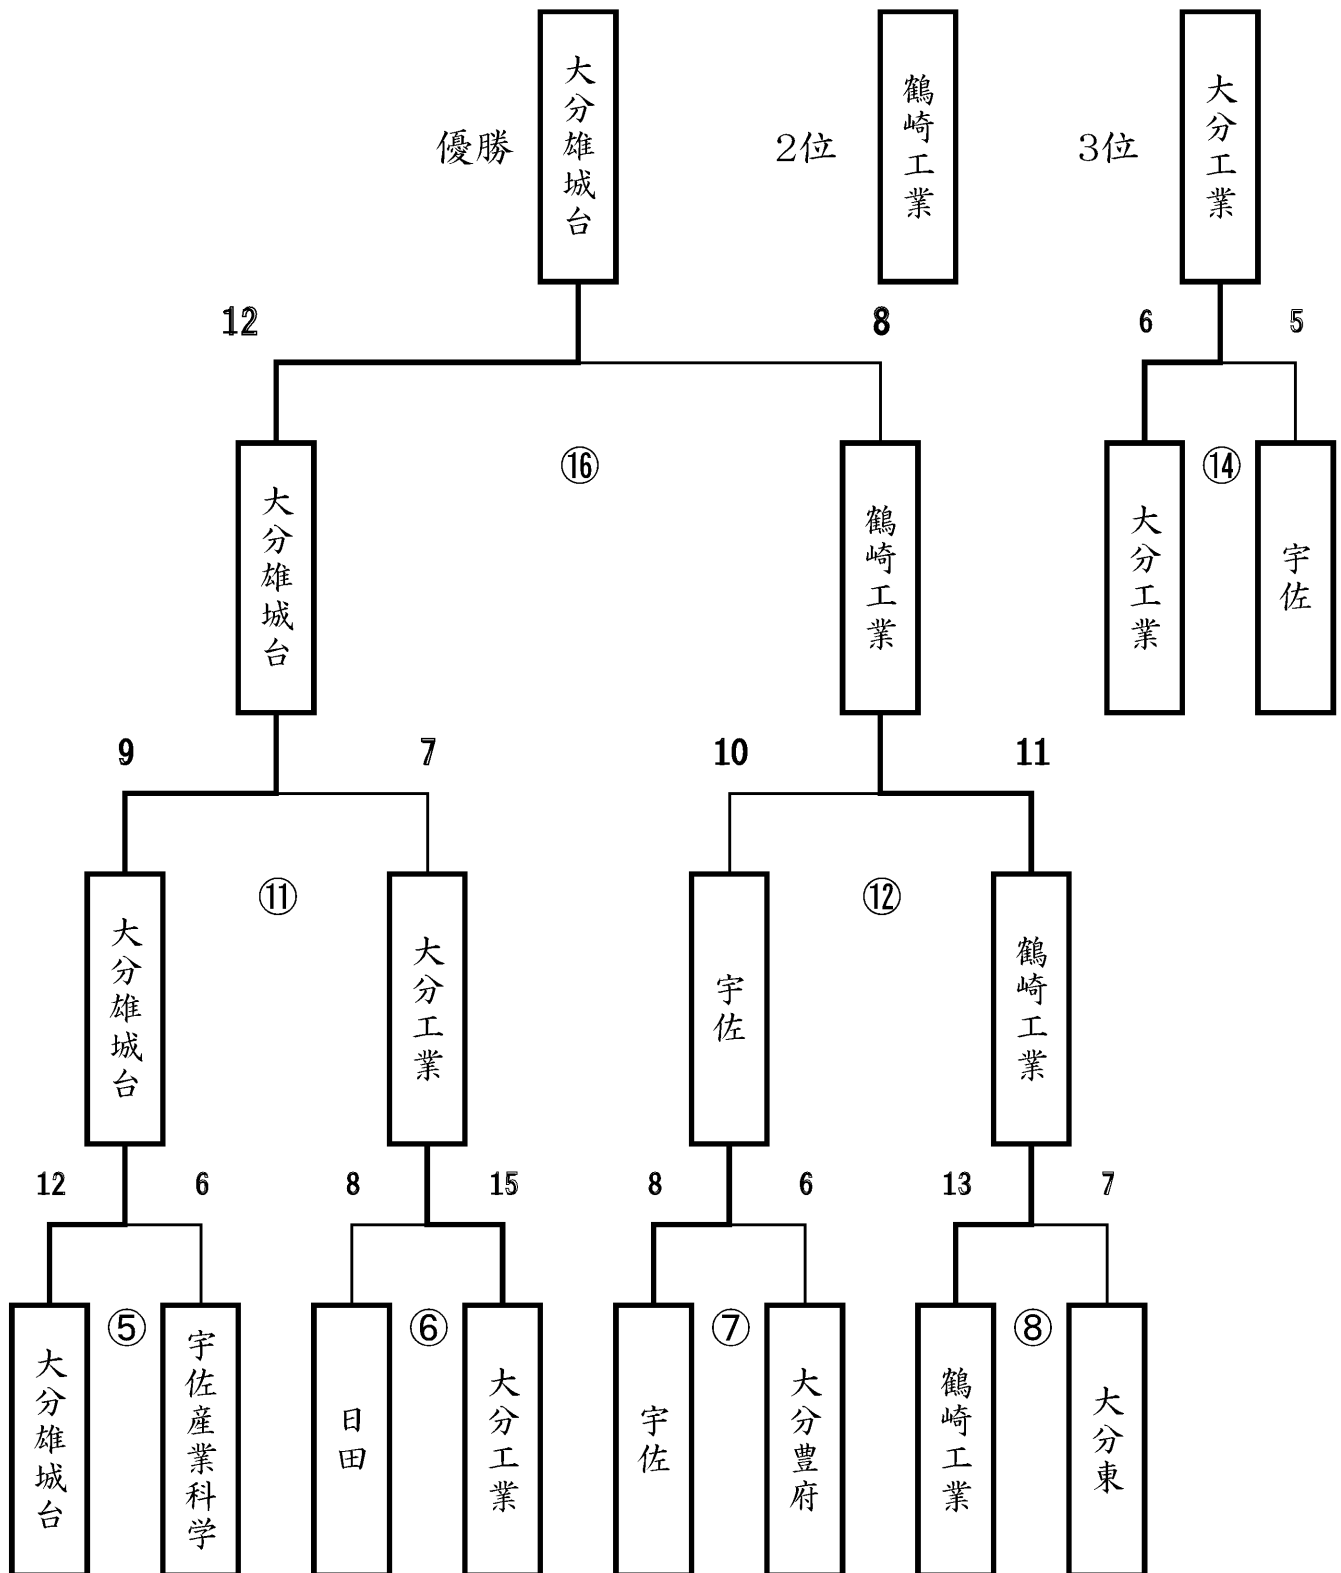 優勝
大分雄城台
2位
鶴崎工業
3位
大分工業
12
8
6
5
大分雄城台
⑯
鶴崎工業
大分工業
⑭
宇佐
9
7
10
11
大分雄城台
⑪
大分工業
宇佐
⑫
鶴崎工業
12
6
8
15
8
6
13
7
大分雄城台
⑤
宇佐産業科学
日田
⑥
大分工業
宇佐
⑦
大分豊府
鶴崎工業
⑧
大分東